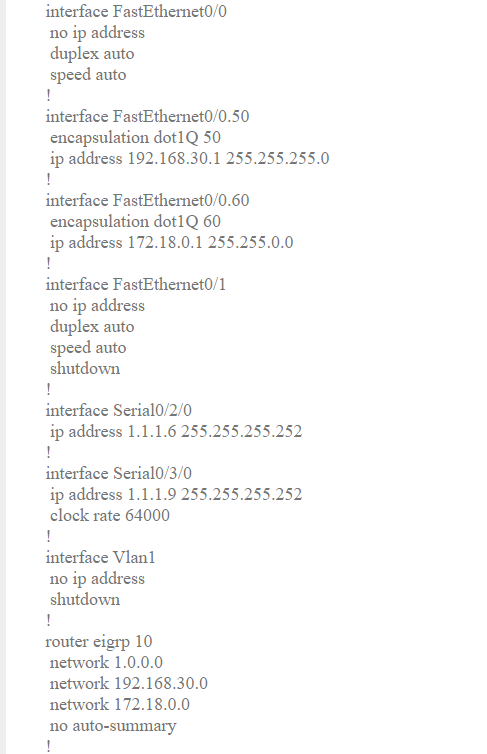 interface FastEthernet0/0
no ip address
duplex auto
speed auto
!
interface FastEthernet0/0.50
encapsulation dot1Q 50
ip address 192.168.30.1 255.255.255.0
!
interface FastEthernet0/0.60
encapsulation dot1Q 60
ip address 172.18.0.1 255.255.0.0
!
interface FastEthernet0/1
no ip address
duplex auto
speed auto
shutdown
!
interface Serial0/2/0
ip address 1.1.1.6 255.255.255.252
!
interface Serial0/3/0
ip address 1.1.1.9 255.255.255.252
clock rate 64000
!
interface Vlan1
no ip address
shutdown
!
router eigrp 10
network 1.0.0.0
network 192.168.30.0
network 172.18.0.0
no auto-summary
!